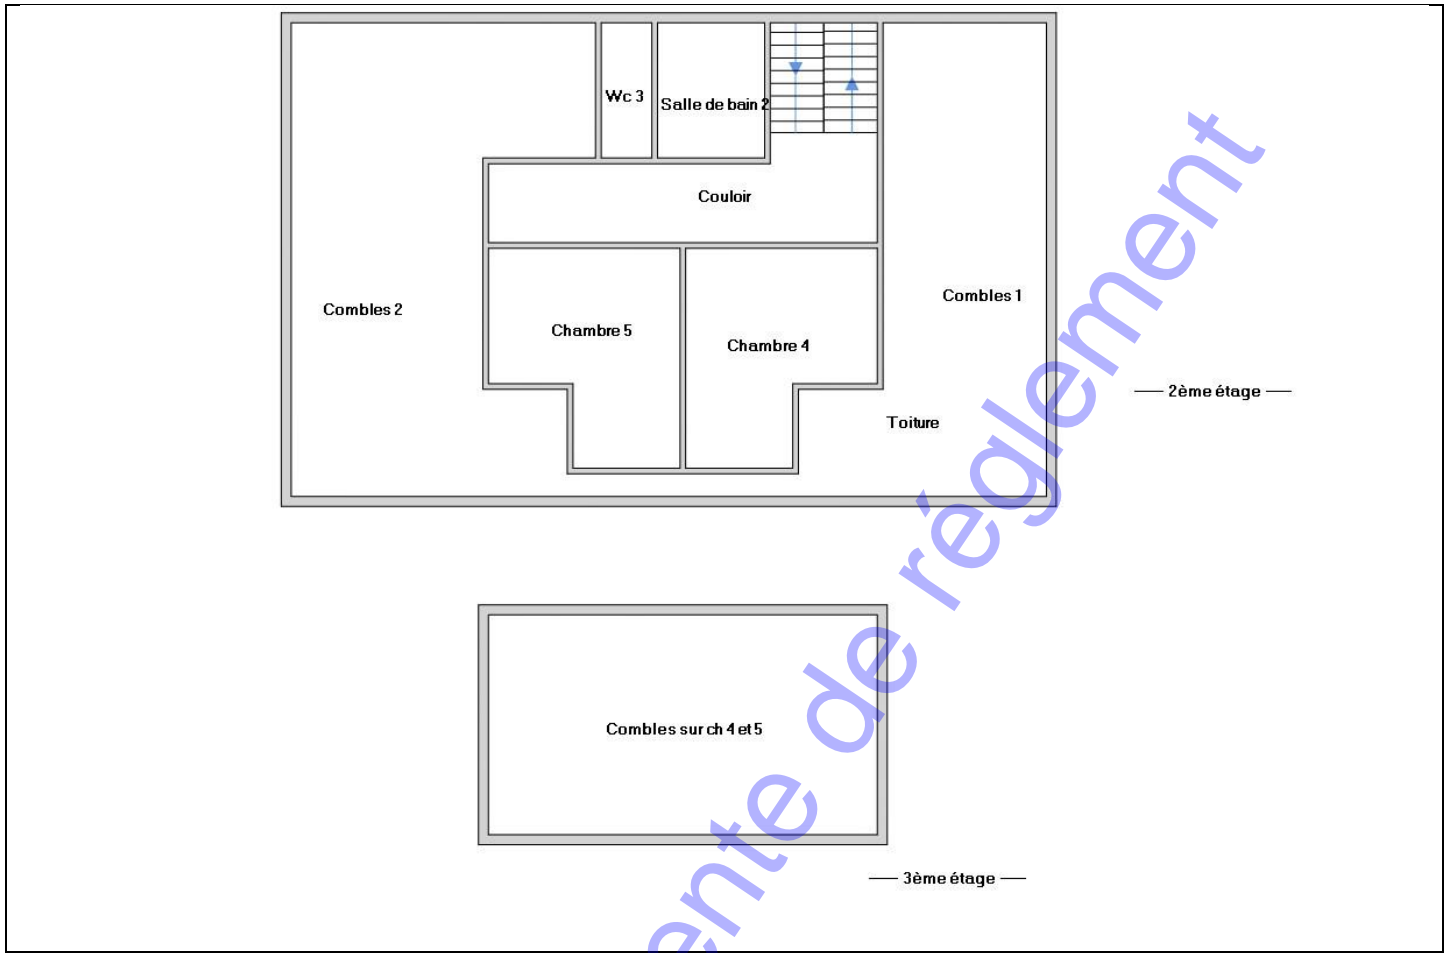 Wc 3
Salle de bain 2
Couloir
Combles 2
Combles 1
Chambre 5
Chambre 4
2ème étage
Toiture
Combles sur ch 4 et 5
3ème étage
ente de réglement